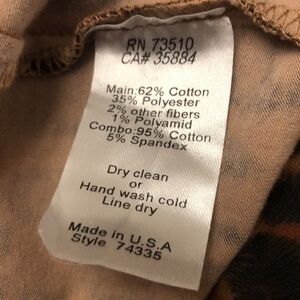 RN 73510
CA# 35884
Main:62% Cotton
35% Polyester
2% other fibers
1% Polyamid
Combo:95% Cotton
5% Spandex
Dry clean
or
Hand wash cold
Line dry
Made in U.S.A
Style 74335